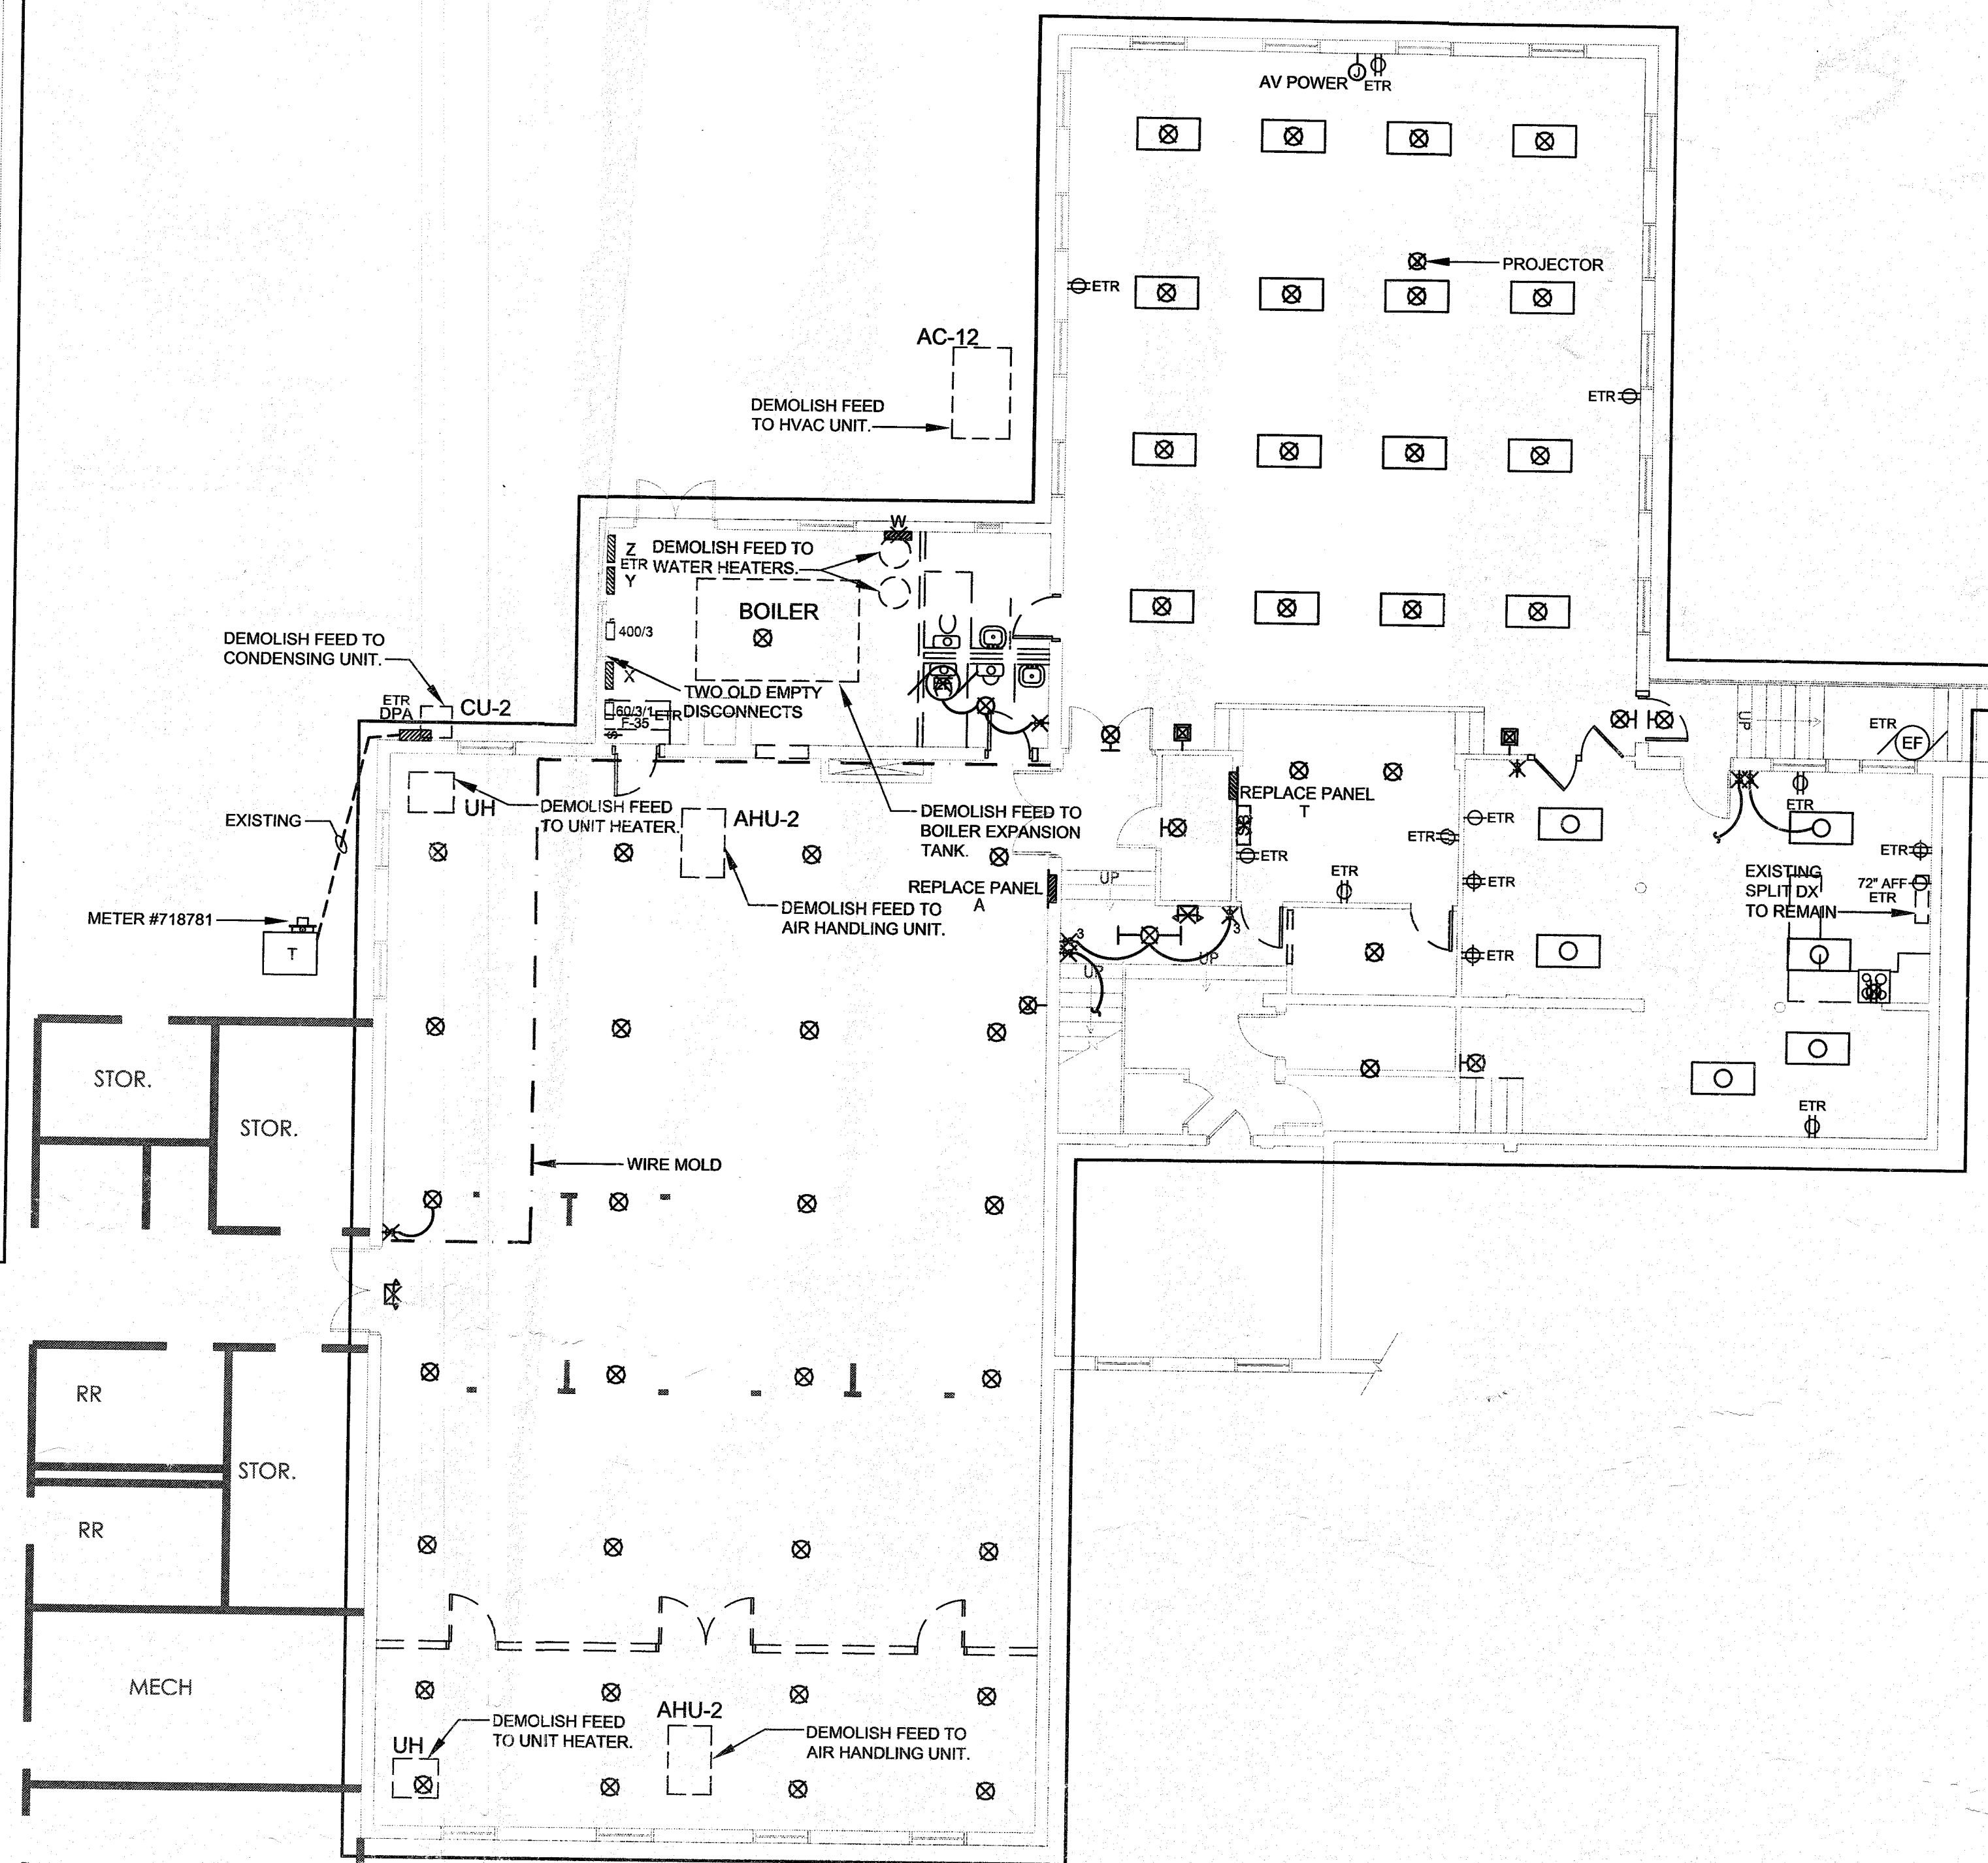 AV POWER
J
ETR
PROJECTOR
ETR
AC-12
DEMOLISH FEED
TO HVAC UNIT.
ETR
W
Z
ETR
Y
DEMOLISH FEED TO
WATER HEATERS.
BOILER
400/3
DEMOLISH FEED TO
CONDENSING UNIT.
X
TWO OLD EMPTY
DISCONNECTS
ETR
DPA
CU-2
60/3/1
ETR
F-35
S
UP
ETR
EF
UH
DEMOLISH FEED
TO UNIT HEATER.
AHU-2
DEMOLISH FEED TO
BOILER EXPANSION
TANK.
REPLACE PANEL
T
SB
ETR
ETR
ETR
ETR
ETR
ETR
ETR
ETR
EXISTING
SPLIT DX
TO REMAIN
72" AFF
ETR
EXISTING
REPLACE PANEL
A
UP
DEMOLISH FEED TO
AIR HANDLING UNIT.
METER #718781
T
3
3
UP
UP
STOR.
STOR.
ETR
WIRE MOLD
RR
STOR.
RR
MECH
AHU-2
DEMOLISH FEED
TO UNIT HEATER.
UH
DEMOLISH FEED TO
AIR HANDLING UNIT.